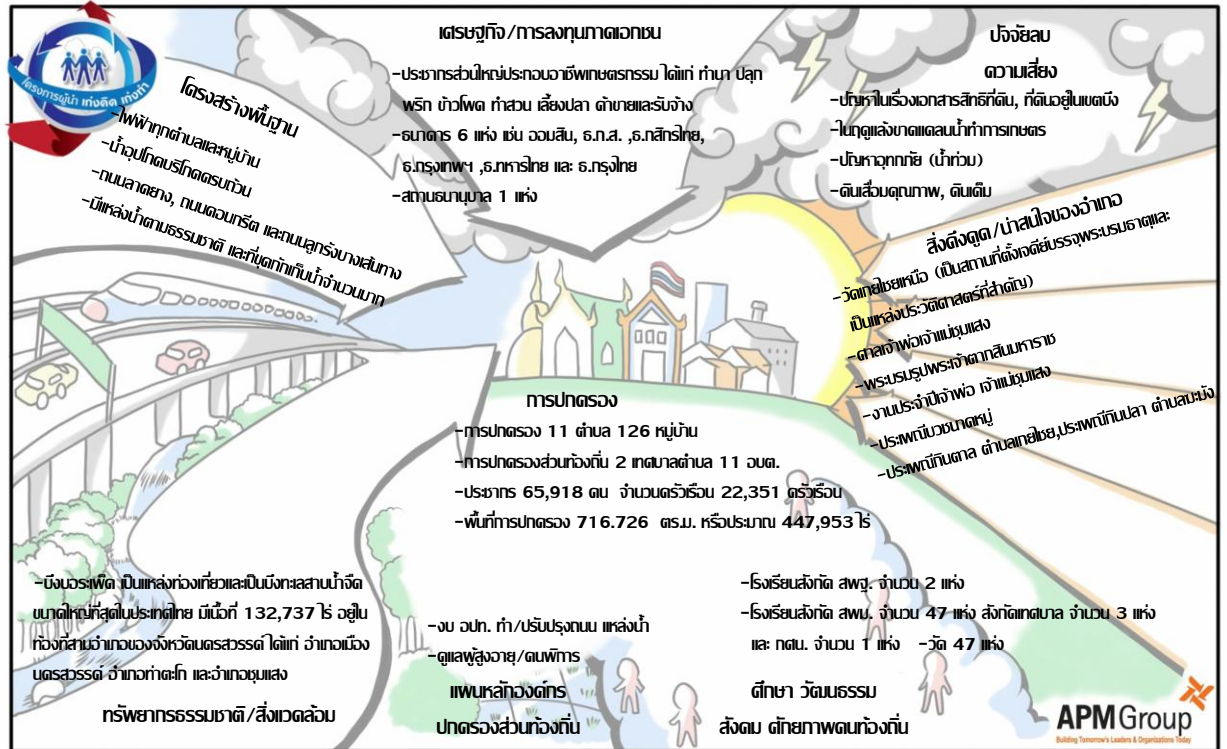 โครงการผู้นำ เก่งคิด เก่งทำ
โครงสร้างพื้นฐาน
-ไฟฟ้าทุกตำบลและหมู่บ้าน
-น้ำอุปโภคบริโภคครบถ้วน
-ถนนลาดยาง, ถนนคอนกรีต และถนนลูกรังบางเส้นทาง
-มีแหล่งน้ำตามธรรมชาติ และที่ขุดกักเก็บน้ำจำนวนมาก
เศรษฐกิจ/การลงทุนภาคเอกชน
-ประชากรส่วนใหญ่ประกอบอาชีพเกษตรกรรม ได้แก่ ทำนา ปลุก
พริก ข้าวโพด ทำสวน เลี้ยงปลา ค้าขายและรับจ้าง
-ธนาคาร 6 แห่ง เช่น ออมสิน, ธ.ก.ส. ,ธ.กสิกรไทย,
ธ.กรุงเทพฯ ,ธ.ทหารไทย และ ธ.กรุงไทย
-สถานธนานุบาล 1 แห่ง
ปัจจัยลบ
ความเสี่ยง
-ปัญหาในเรื่องเอกสารสิทธิที่ดิน, ที่ดินอยู่ในเขตบึง
-ในฤดูแล้งขาดแคลนน้ำทำการเกษตร
-ปัญหาอุทกภัย (น้ำท่วม)
-ดินเสื่อมคุณภาพ, ดินเค็ม
สิ่งดึงดูด/น่าสนใจของอำเภอ
-วัดเกยไชยเหนือ (เป็นสถานที่ตั้งเจดีย์บรรจุพระบรมธาตุและ
เป็นแหล่งประวัติศาสตร์ที่สำคัญ)
-ศาลเจ้าพ่อเจ้าแม่ชุมแสง
-พระบรมรูปพระเจ้าตากสินมหาราช
-งานประจำปีเจ้าพ่อ เจ้าแม่ชุมแสง
-ประเพณีบวชนาคหมู่
-ประเพณีกินตาล ตำบลเกยไชย,ประเพณีกินปลา ตำบลฆะมัง
การปกครอง
-การปกครอง 11 ตำบล 126 หมู่บ้าน
-การปกครองส่วนท้องถิ่น 2 เทศบาลตำบล 11 อบต.
-ประชากร 65,918 คน จำนวนครัวเรือน 22,351 ครัวเรือน
-พื้นที่การปกครอง 716.726 ตร.ม. หรือประมาณ 447,953 ไร่
-บึงบอระเพ็ด เป็นแหล่งท่องเที่ยวและเป็นบึงทะเลสาบน้ำจืด
ขนาดใหญ่ที่สุดในประเทศไทย มีเนื้อที่ 132,737 ไร่ อยู่ใน
ท้องที่สามอำเภอของจังหวัดนครสวรรค์ ได้แก่ อำเภอเมือง
นครสวรรค์ อำเภอท่าตะโก และอำเภอชุมแสง
ทรัพยากรธรรมชาติ/สิ่งแวดล้อม
-งบ อปท. ทำ/ปรับปรุงถนน แหล่งน้ำ
-ดูแลผู้สูงอายุ/คนพิการ
แผนหลักองค์กร
ปกครองส่วนท้องถิ่น
-โรงเรียนสังกัด สพฐ. จำนวน 2 แห่ง
-โรงเรียนสังกัด สพม. จำนวน 47 แห่ง สังกัดเทศบาล จำนวน 3 แห่ง
และ กศน. จำนวน 1 แห่ง -วัด 47 แห่ง
ศึกษา วัฒนธรรม
สังคม ศักยภาพคนท้องถิ่น
APMGroup
Building Tomorrow's Leaders & Organizations Today